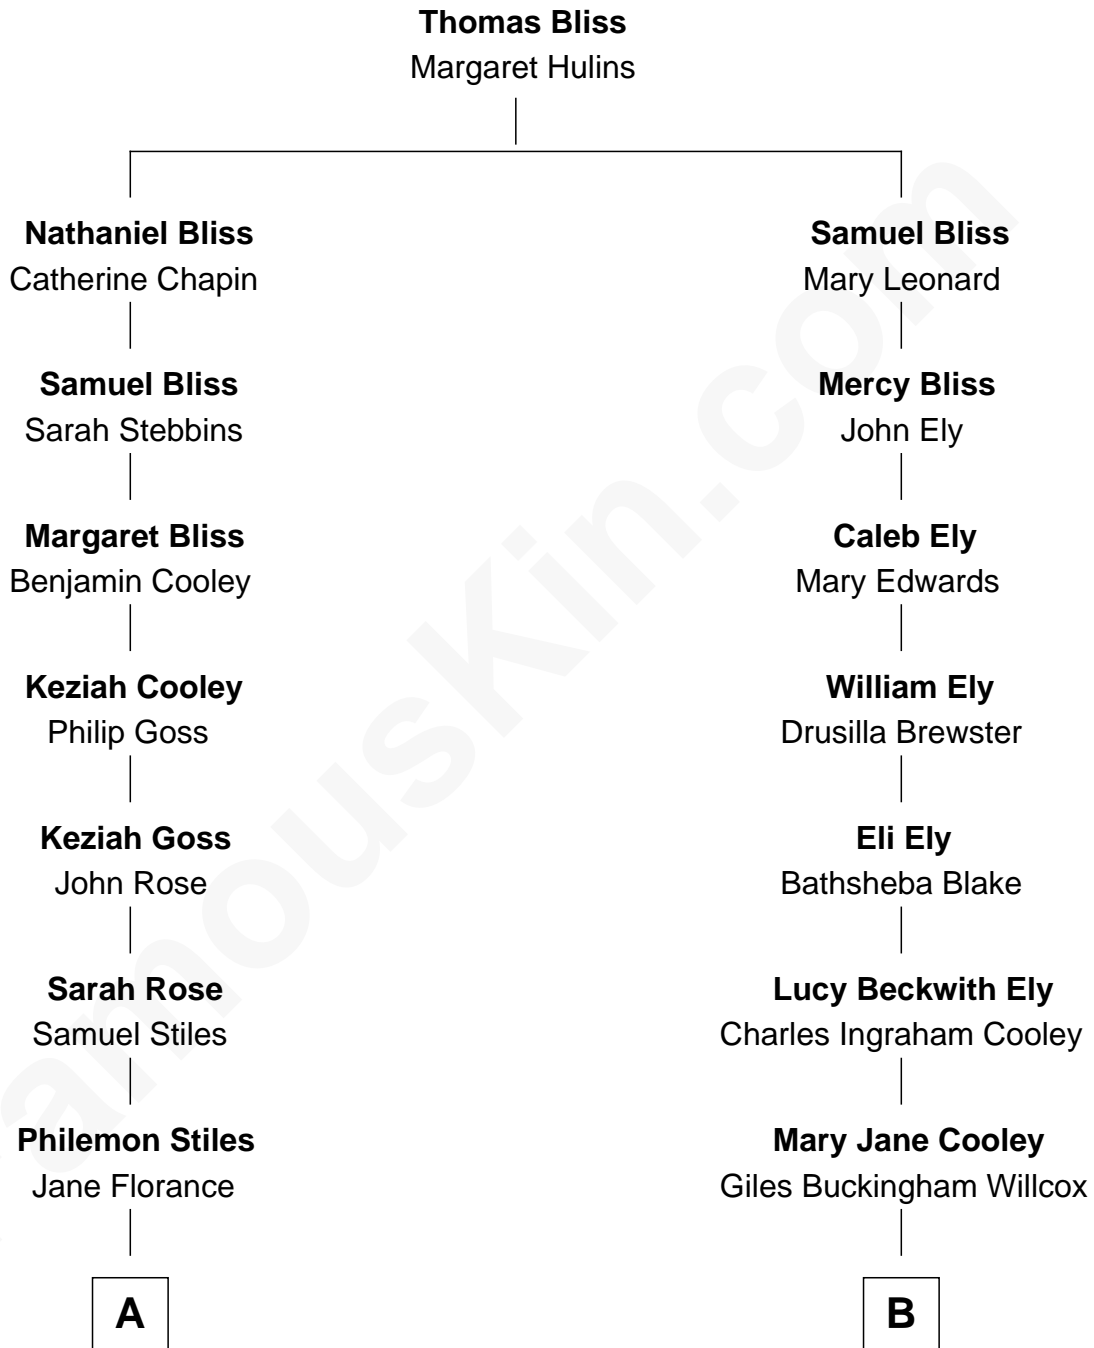 Thomas Bliss
Margaret Hulins
Nathaniel Bliss
Catherine Chapin
Samuel Bliss
Mary Leonard
Samuel Bliss
Sarah Stebbins
Mercy Bliss
John Ely
Margaret Bliss
Benjamin Cooley
Caleb Ely
Mary Edwards
Keziah Cooley
Philip Goss
William Ely
Drusilla Brewster
Keziah Goss
John Rose
Eli Ely
Bathsheba Blake
Sarah Rose
Samuel Stiles
Lucy Beckwith Ely
Charles Ingraham Cooley
Philemon Stiles
Jane Florance
Mary Jane Cooley
Giles Buckingham Willcox
A
B
amouskin.com